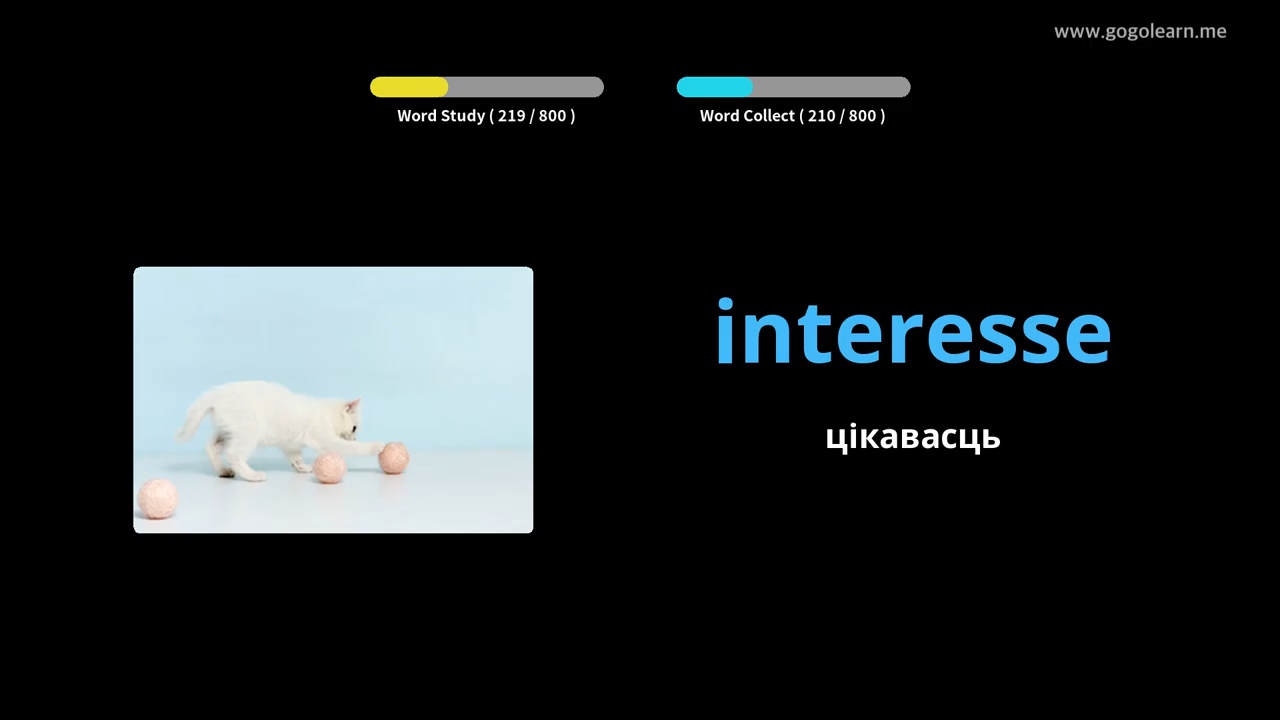 www.gogolearn.me
Word Study ( 219 / 800 )
Word Collect ( 210 / 800 )
interesse
цікавасць